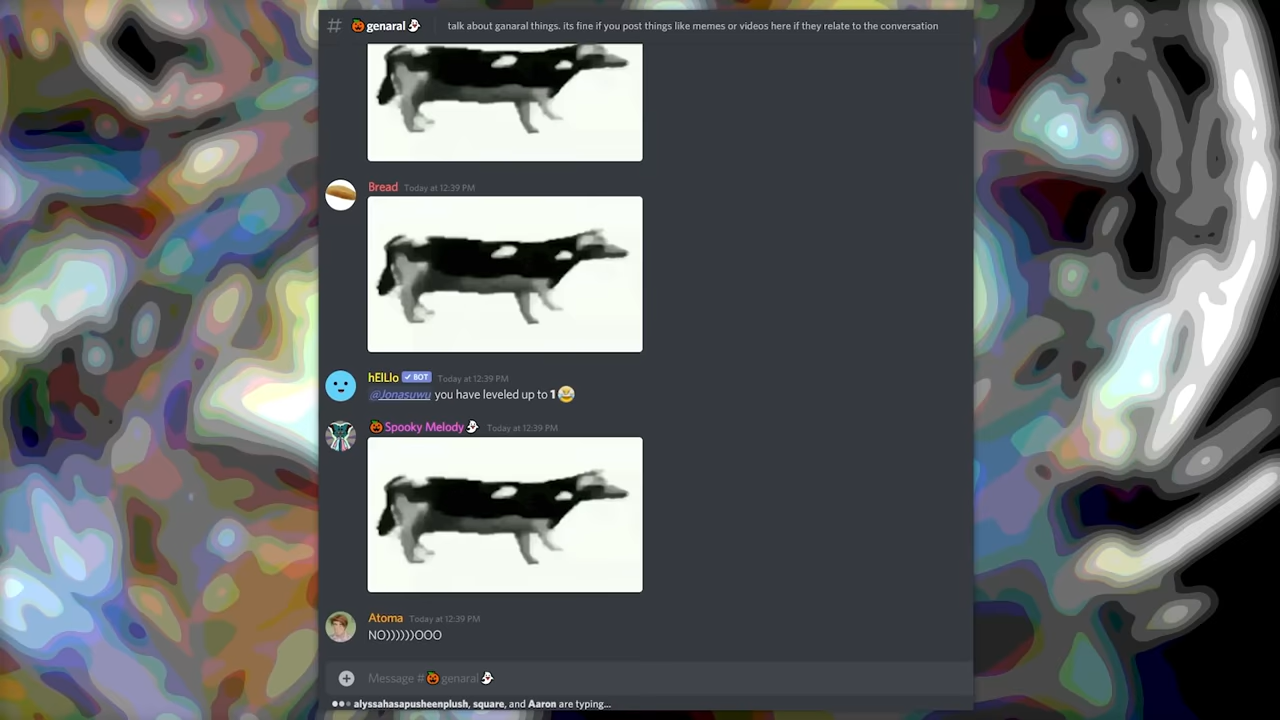 # 🎃genaral👻 talk about ganaral things. its fine if you post things like memes or videos here if they relate to the conversation
Bread Today at 12:39 PM
hElLlo ✔ BOT Today at 12:39 PM
@Jonasuwu you have leveled up to 1 😂
🎃Spooky Melody👻 Today at 12:39 PM
Atoma Today at 12:39 PM
NO))))))OOO
Message #🎃genaral👻
alyssahasapusheenplush, square, and Aaron are typing...